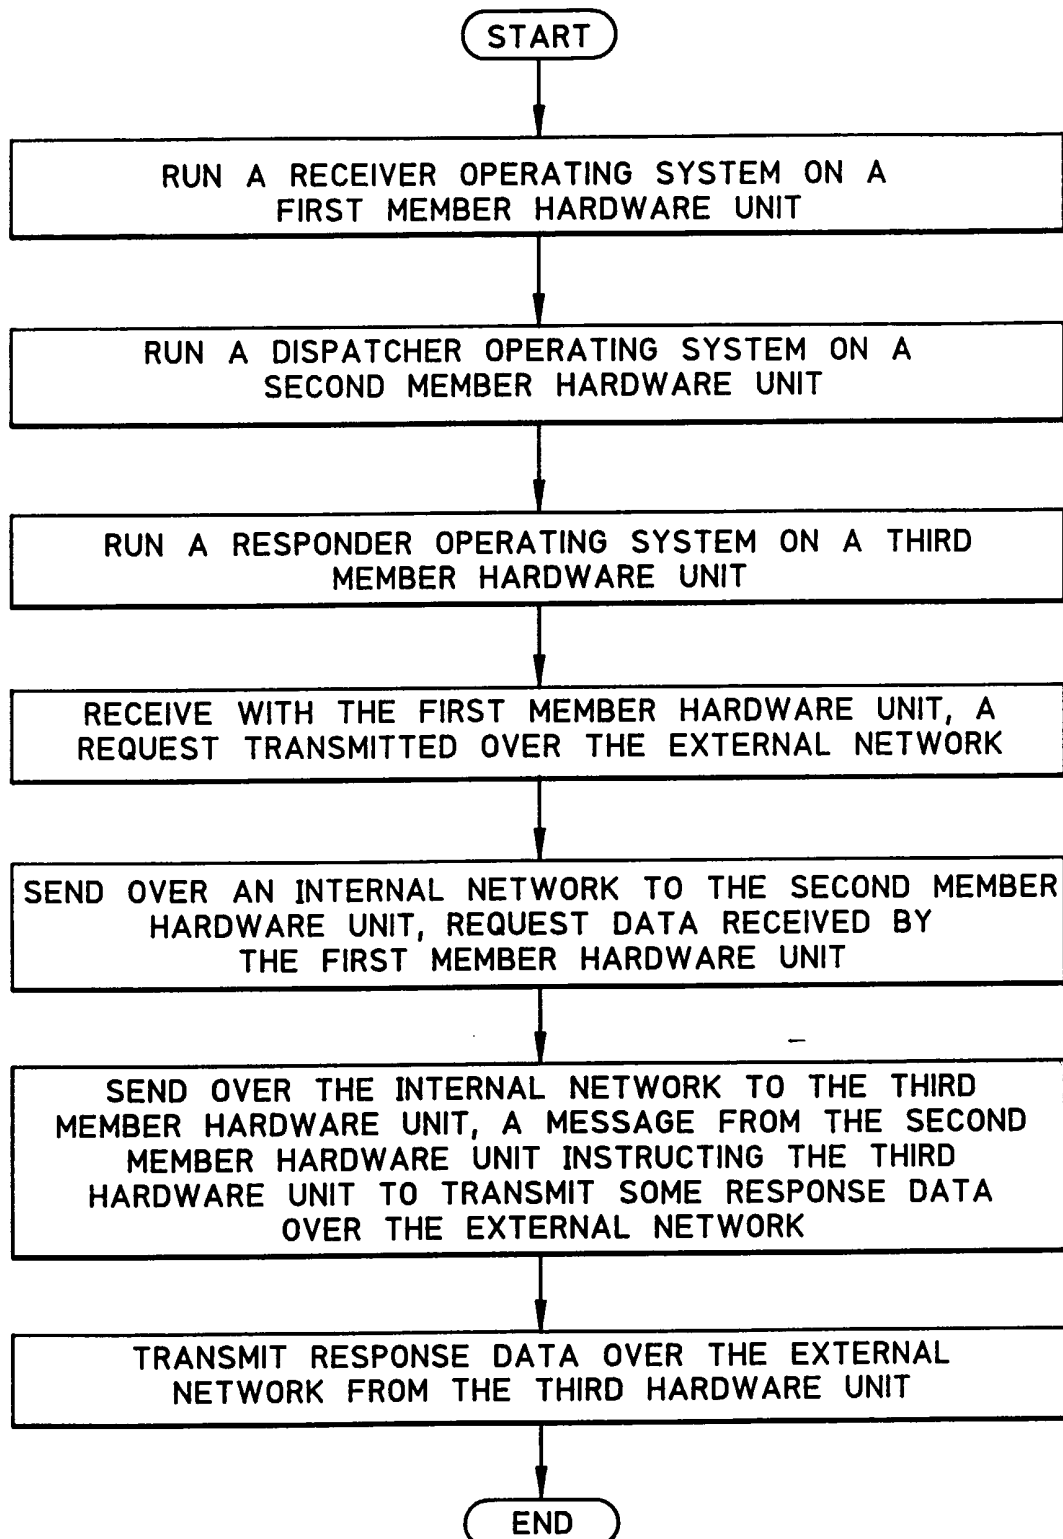 START
RUN A RECEIVER OPERATING SYSTEM ON A
FIRST MEMBER HARDWARE UNIT
RUN A DISPATCHER OPERATING SYSTEM ON A
SECOND MEMBER HARDWARE UNIT
RUN A RESPONDER OPERATING SYSTEM ON A THIRD
MEMBER HARDWARE UNIT
RECEIVE WITH THE FIRST MEMBER HARDWARE UNIT, A
REQUEST TRANSMITTED OVER THE EXTERNAL NETWORK
SEND OVER AN INTERNAL NETWORK TO THE SECOND MEMBER
HARDWARE UNIT, REQUEST DATA RECEIVED BY
THE FIRST MEMBER HARDWARE UNIT
SEND OVER THE INTERNAL NETWORK TO THE THIRD
MEMBER HARDWARE UNIT, A MESSAGE FROM THE SECOND
MEMBER HARDWARE UNIT INSTRUCTING THE THIRD
HARDWARE UNIT TO TRANSMIT SOME RESPONSE DATA
OVER THE EXTERNAL NETWORK
TRANSMIT RESPONSE DATA OVER THE EXTERNAL
NETWORK FROM THE THIRD HARDWARE UNIT
END